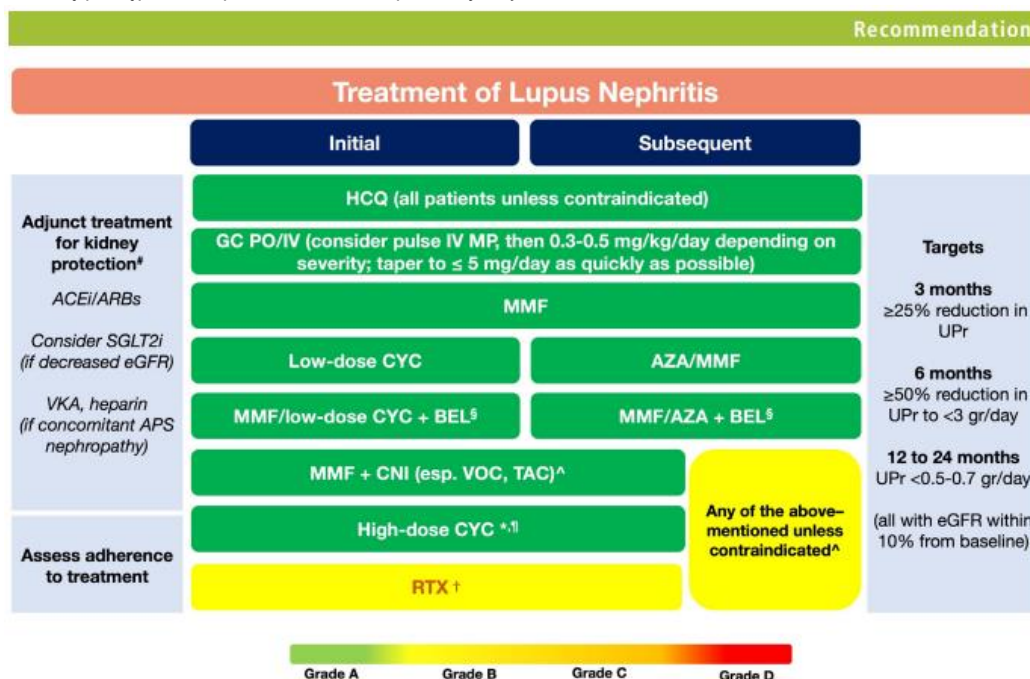 Recommendation
Treatment of Lupus Nephritis
Initial
Subsequent
Adjunct treatment
for kidney
protection#
ACEi/ARBs
Consider SGLT2i
(if decreased eGFR)
VKA, heparin
(if concomitant APS
nephropathy)
Assess adherence
to treatment
HCQ (all patients unless contraindicated)
GC PO/IV (consider pulse IV MP, then 0.3-0.5 mg/kg/day depending on
severity; taper to ≤ 5 mg/day as quickly as possible)
MMF
Low-dose CYC
AZA/MMF
MMF/low-dose CYC + BEL§
MMF/AZA + BEL§
MMF + CNI (esp. VOC, TAC)^
High-dose CYC *,¶
RTX †
Any of the above–
mentioned unless
contraindicated^
Targets
3 months
≥25% reduction in
UPr
6 months
≥50% reduction in
UPr to <3 gr/day
12 to 24 months
UPr <0.5-0.7 gr/day
(all with eGFR within
10% from baseline)
Grade A
Grade B
Grade C
Grade D